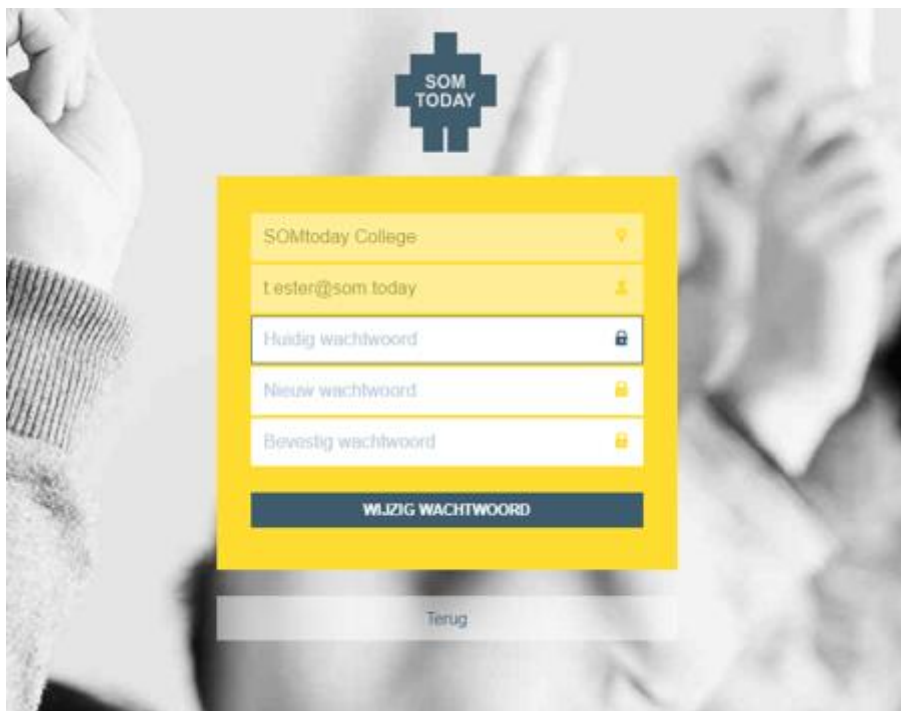 SOM
TODAY
SOMtoday College
t.ester@som.today
Huidig wachtwoord
Nieuw wachtwoord
Bevestig wachtwoord
WIJZIG WACHTWOORD
Terug